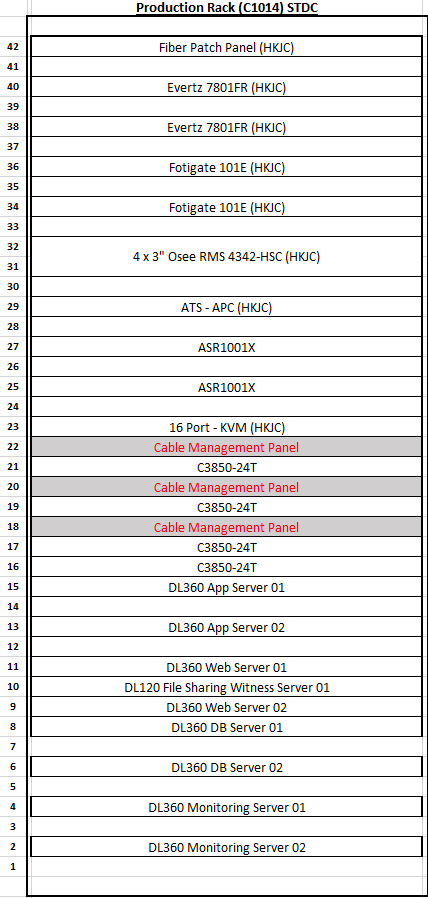 Production Rack (C1014) STDC
42 Fiber Patch Panel (HKJC)
41
40 Evertz 7801FR (HKJC)
39
38 Evertz 7801FR (HKJC)
37
36 Fotigate 101E (HKJC)
35
34 Fotigate 101E (HKJC)
33
32
4 x 3" Osee RMS 4342-HSC (HKJC)
31
30
29 ATS - APC (HKJC)
28
27 ASR1001X
26
25 ASR1001X
24
23 16 Port - KVM (HKJC)
22 Cable Management Panel
21 C3850-24T
20 Cable Management Panel
19 C3850-24T
18 Cable Management Panel
17 C3850-24T
16 C3850-24T
15 DL360 App Server 01
14
13 DL360 App Server 02
12
11 DL360 Web Server 01
10 DL120 File Sharing Witness Server 01
9 DL360 Web Server 02
8 DL360 DB Server 01
7
6 DL360 DB Server 02
5
4 DL360 Monitoring Server 01
3
2 DL360 Monitoring Server 02
1